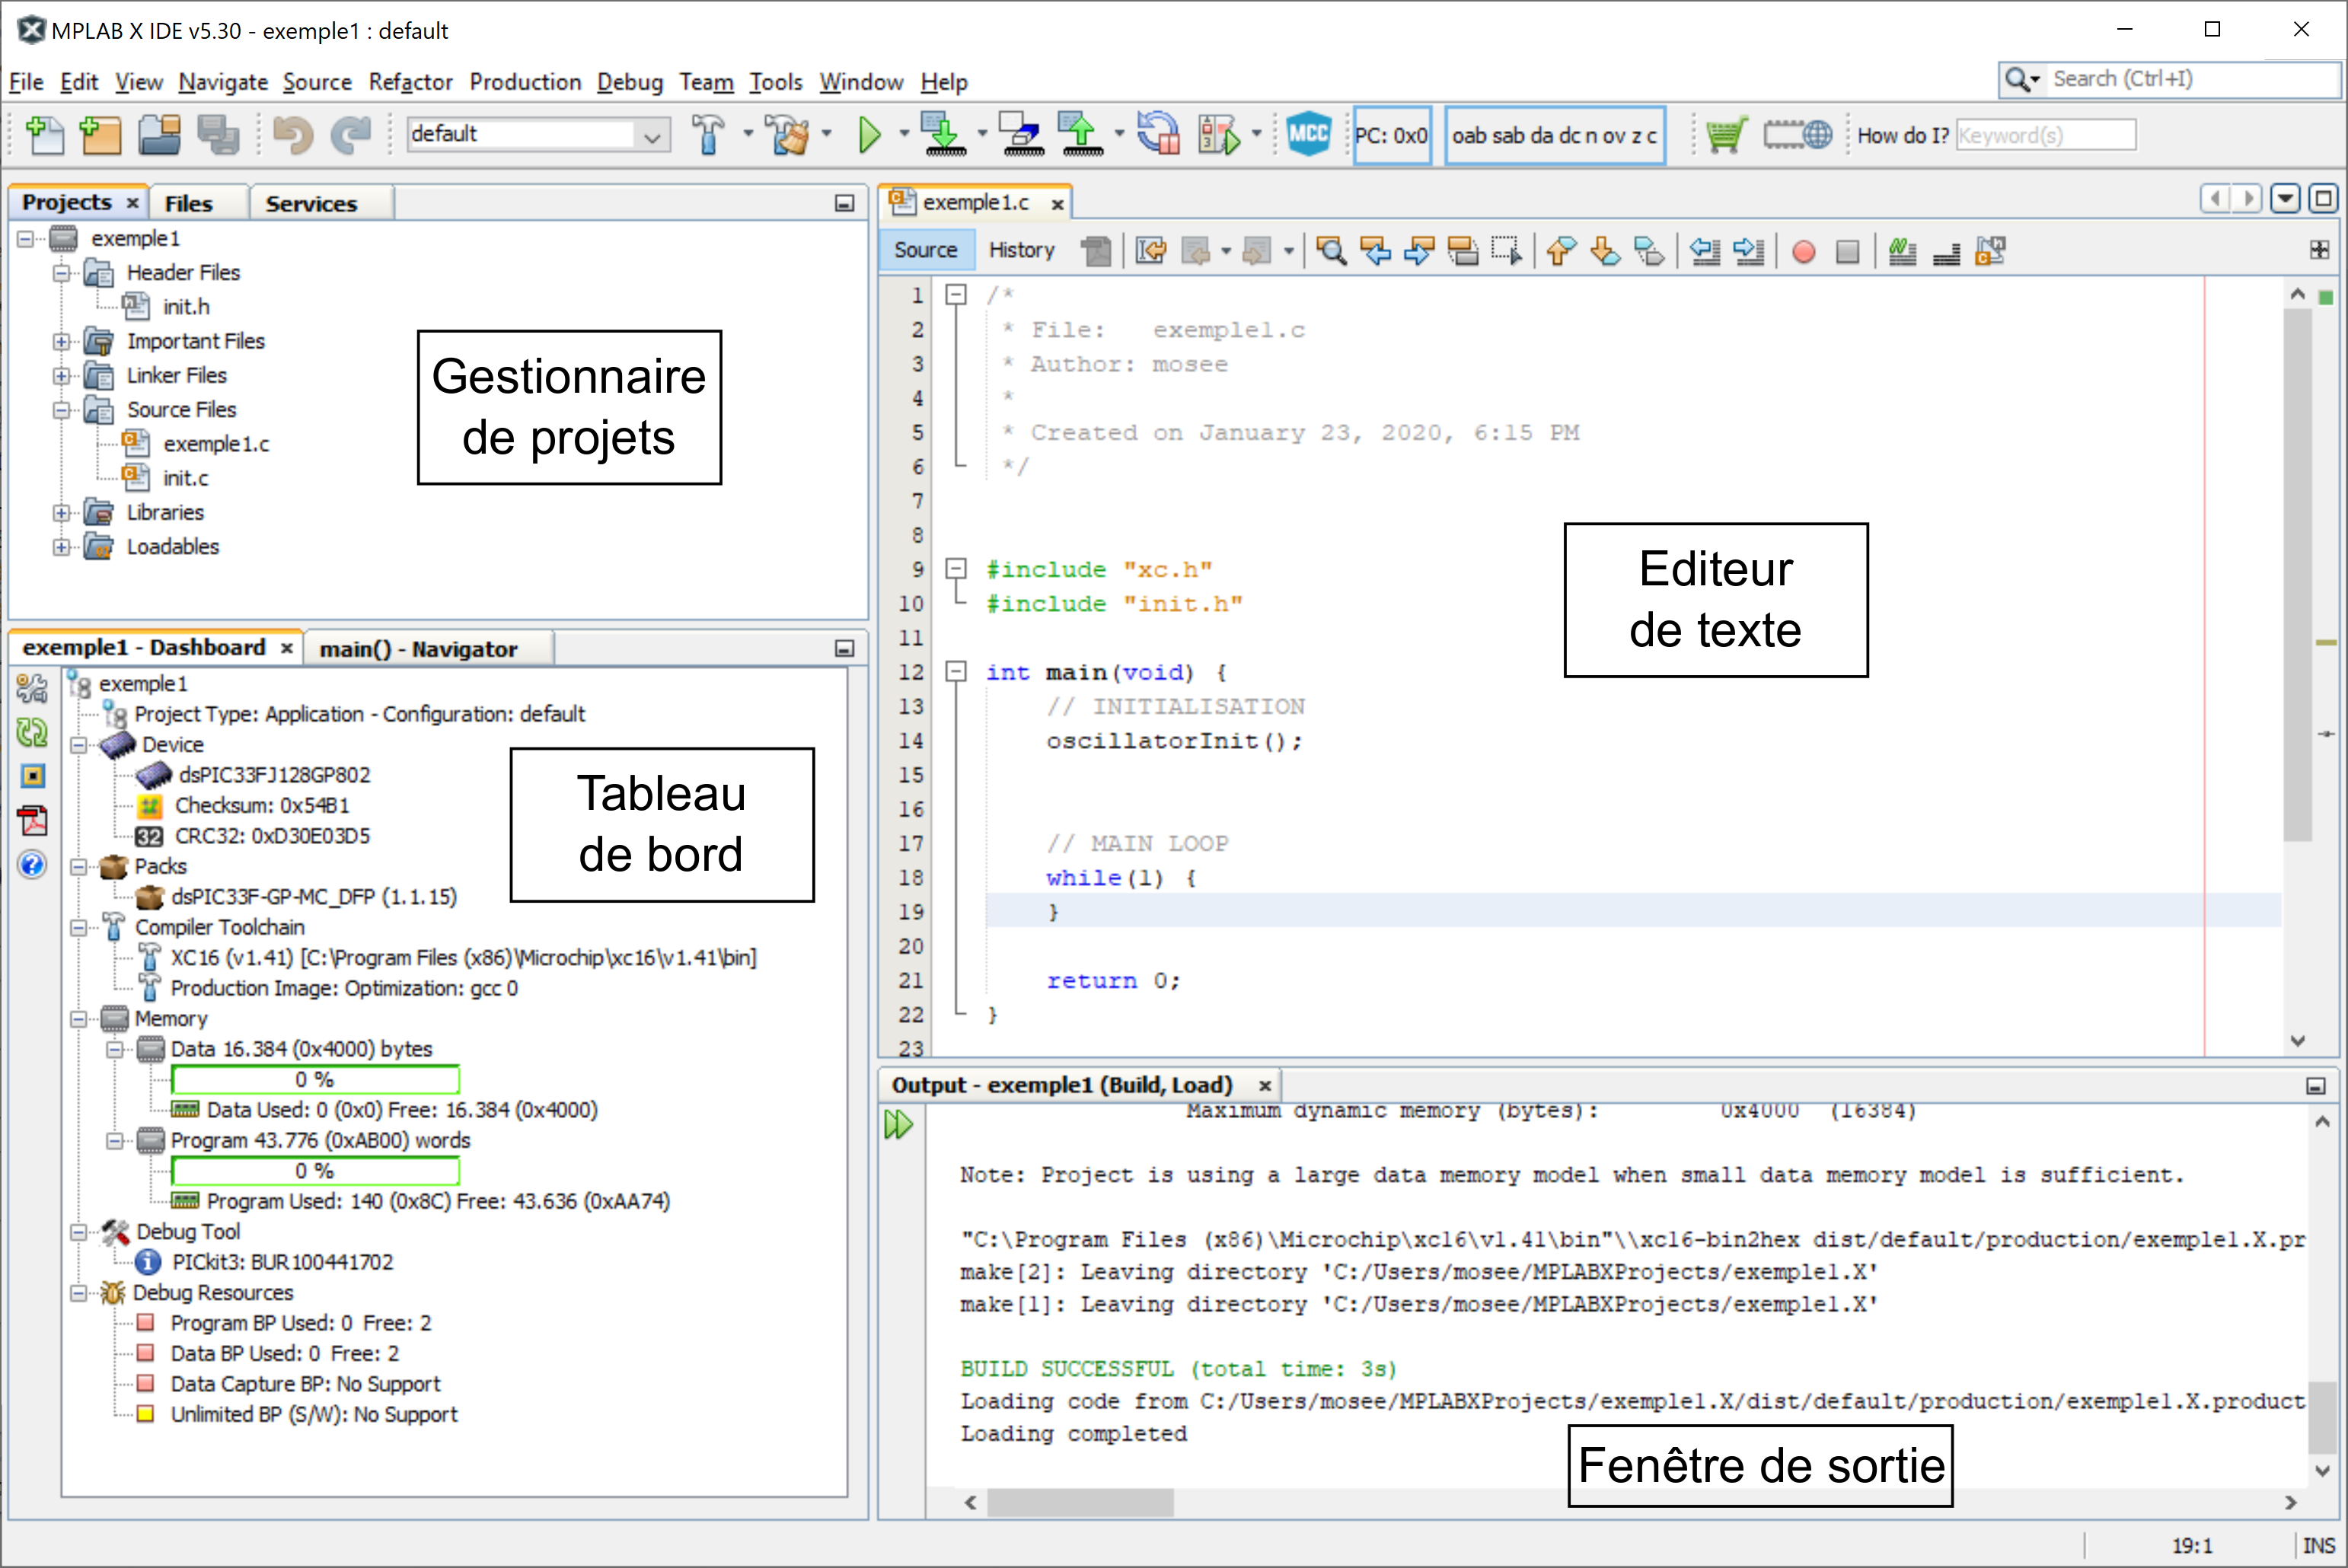 MPLAB X IDE v5.30 - exemple1 : default
File Edit View Navigate Source Refactor Production Debug Team Tools Window Help
Search (Ctrl+I)
default
MCC
PC: 0x0
oab sab da dc n ov z c
How do I? Keyword(s)
Projects Files Services
exemple1
Header Files
init.h
Important Files
Linker Files
Source Files
exemple1.c
init.c
Libraries
Loadables
Gestionnaire
de projets
exemple1 - Dashboard main() - Navigator
exemple1
Project Type: Application - Configuration: default
Device
dsPIC33FJ128GP802
Checksum: 0x54B1
32 CRC32: 0xD30E03D5
Packs
dsPIC33F-GP-MC_DFP (1.1.15)
Compiler Toolchain
XC16 (v1.41) [C:\Program Files (x86)\Microchip\xc16\v1.41\bin]
Production Image: Optimization: gcc 0
Memory
Data 16.384 (0x4000) bytes
0 %
Data Used: 0 (0x0) Free: 16.384 (0x4000)
Program 43.776 (0xAB00) words
0 %
Program Used: 140 (0x8C) Free: 43.636 (0xAA74)
Debug Tool
PICkit3: BUR100441702
Debug Resources
Program BP Used: 0 Free: 2
Data BP Used: 0 Free: 2
Data Capture BP: No Support
Unlimited BP (S/W): No Support
Tableau
de bord
exemple1.c
Source History
1 /*
2 * File: exemple1.c
3 * Author: mosee
4 *
5 * Created on January 23, 2020, 6:15 PM
6 */
7
8
9 #include "xc.h"
10 #include "init.h"
11
12 int main(void) {
13 // INITIALISATION
14 oscillatorInit();
15
16
17 // MAIN LOOP
18 while(1) {
19 }
20
21 return 0;
22 }
23
Editeur
de texte
Output - exemple1 (Build, Load)
Maximum dynamic memory (bytes): 0x4000 (16384)
Note: Project is using a large data memory model when small data memory model is sufficient.
"C:\Program Files (x86)\Microchip\xc16\v1.41\bin"\\xc16-bin2hex dist/default/production/exemple1.X.pr
make[2]: Leaving directory 'C:/Users/mosee/MPLABXProjects/exemple1.X'
make[1]: Leaving directory 'C:/Users/mosee/MPLABXProjects/exemple1.X'
BUILD SUCCESSFUL (total time: 3s)
Loading code from C:/Users/mosee/MPLABXProjects/exemple1.X/dist/default/production/exemple1.X.product
Loading completed
Fenêtre de sortie
19:1 INS